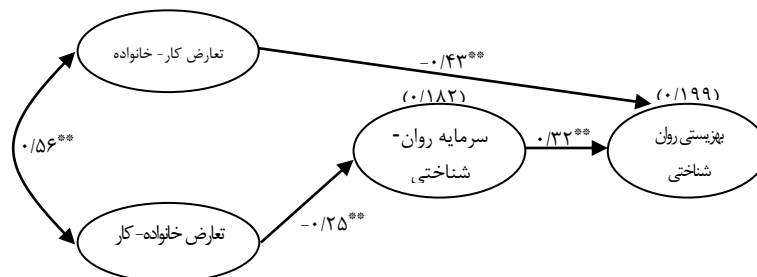 تعارض کار- خانواده
-۰/۴۳**
(۰/۱۸۲)
(۰/۱۹۹)
۰/۵۶**
سرمایه روان-
شناختی
۰/۳۲**
بهزیستی روان
شناختی
-۰/۲۵**
تعارض خانواده-کار